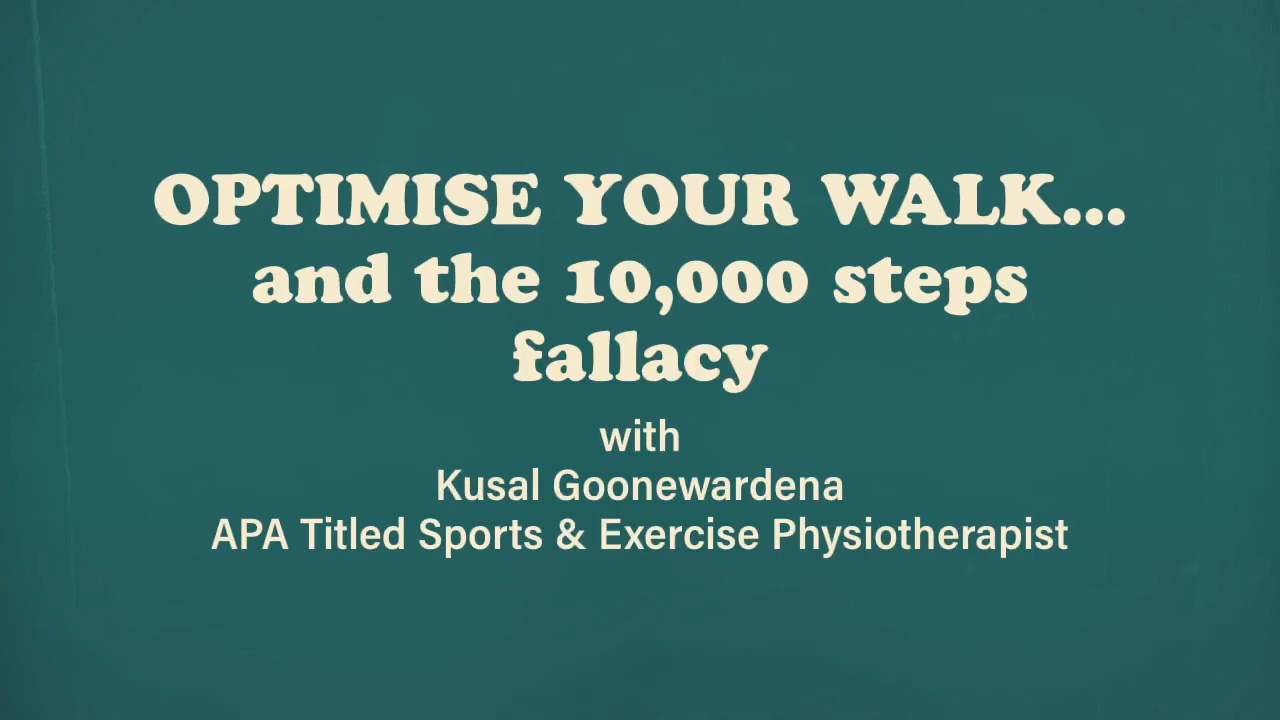 OPTIMISE YOUR WALK...
and the 10,000 steps
fallacy
with
Kusal Goonewardena
APA Titled Sports & Exercise Physiotherapist